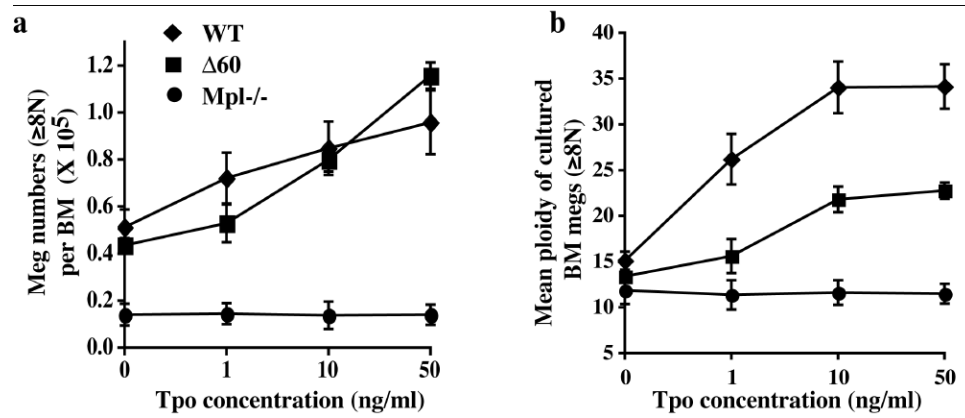 a
WT
Δ60
Mpl-/-
Meg numbers (≥8N)
per BM (X 10⁵)
1.2
1.0
0.8
0.6
0.4
0.2
0.0
0 1 10 50
Tpo concentration (ng/ml)
b
Mean ploidy of cultured
BM megs (≥8N)
40
35
30
25
20
15
10
5
0 1 10 50
Tpo concentration (ng/ml)